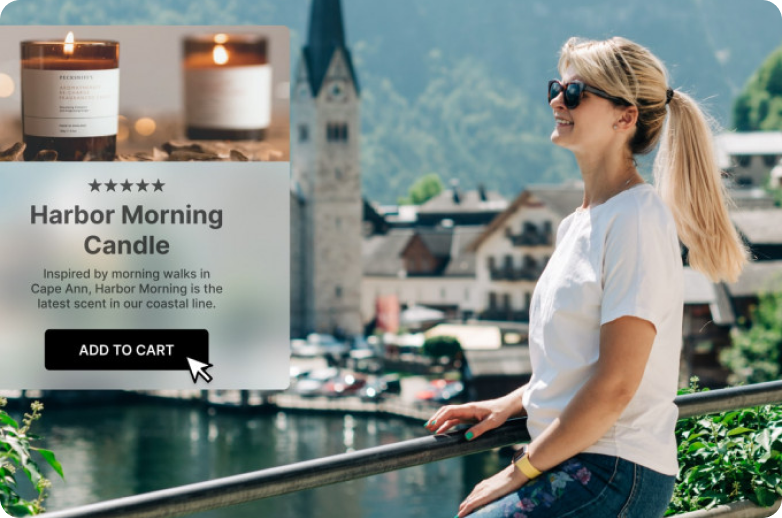 ★★★★★
Harbor Morning
Candle
Inspired by morning walks in
Cape Ann, Harbor Morning is the
latest scent in our coastal line.
ADD TO CART